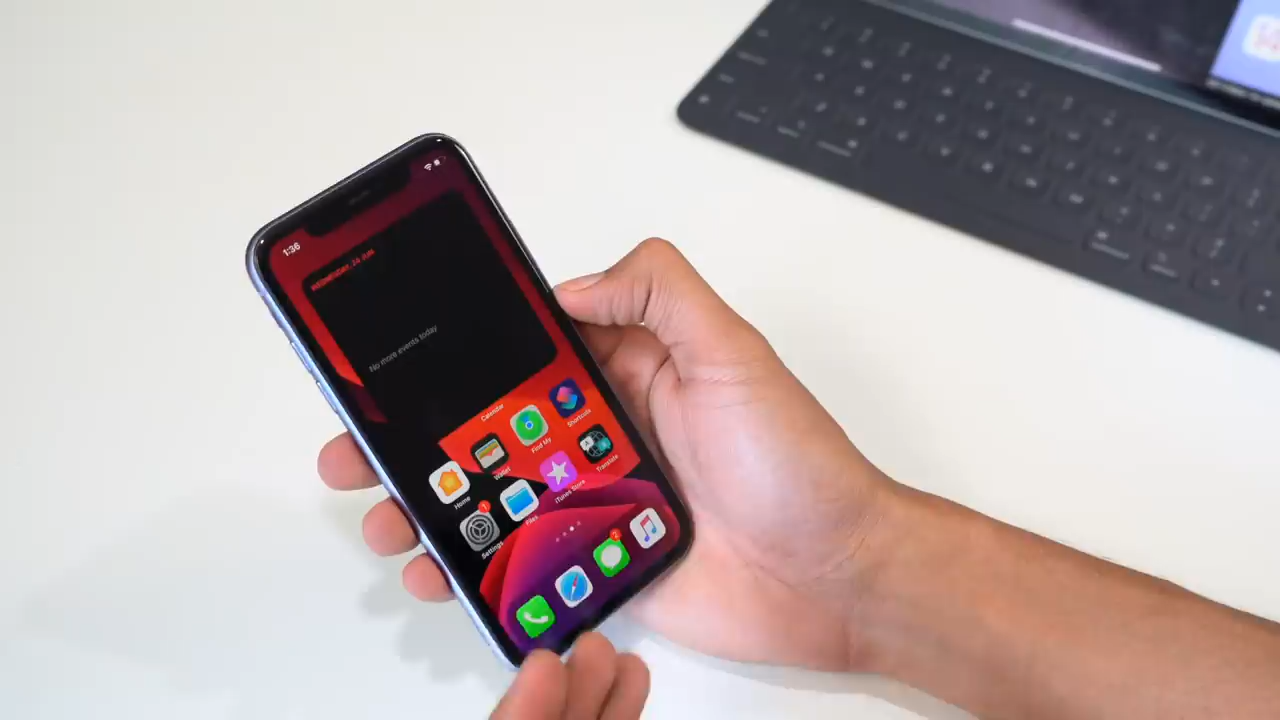 1:36
WEDNESDAY, 24 JUN
No more events today
Calendar
Home
Wallet
Find My
Shortcuts
Settings
Files
iTunes Store
Translate